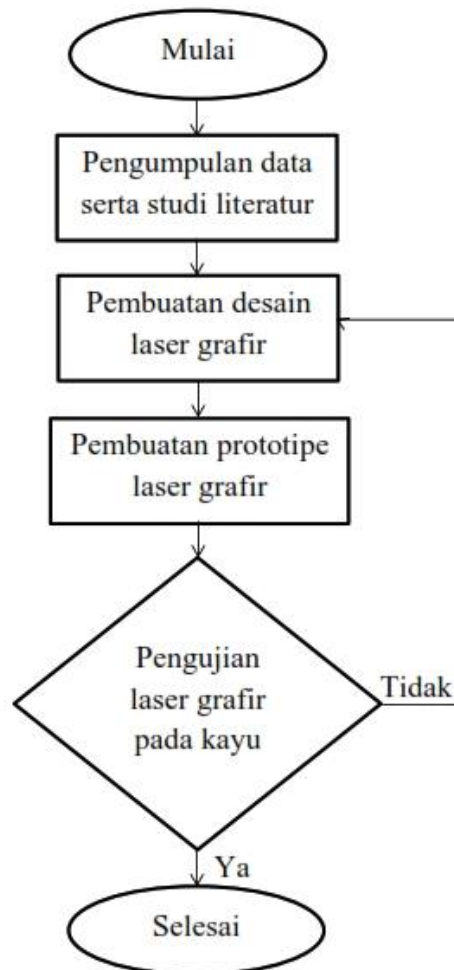 Mulai
Pengumpulan data
serta studi literatur
Pembuatan desain
laser grafir
Pembuatan prototipe
laser grafir
Pengujian
laser grafir
pada kayu
Tidak
Ya
Selesai